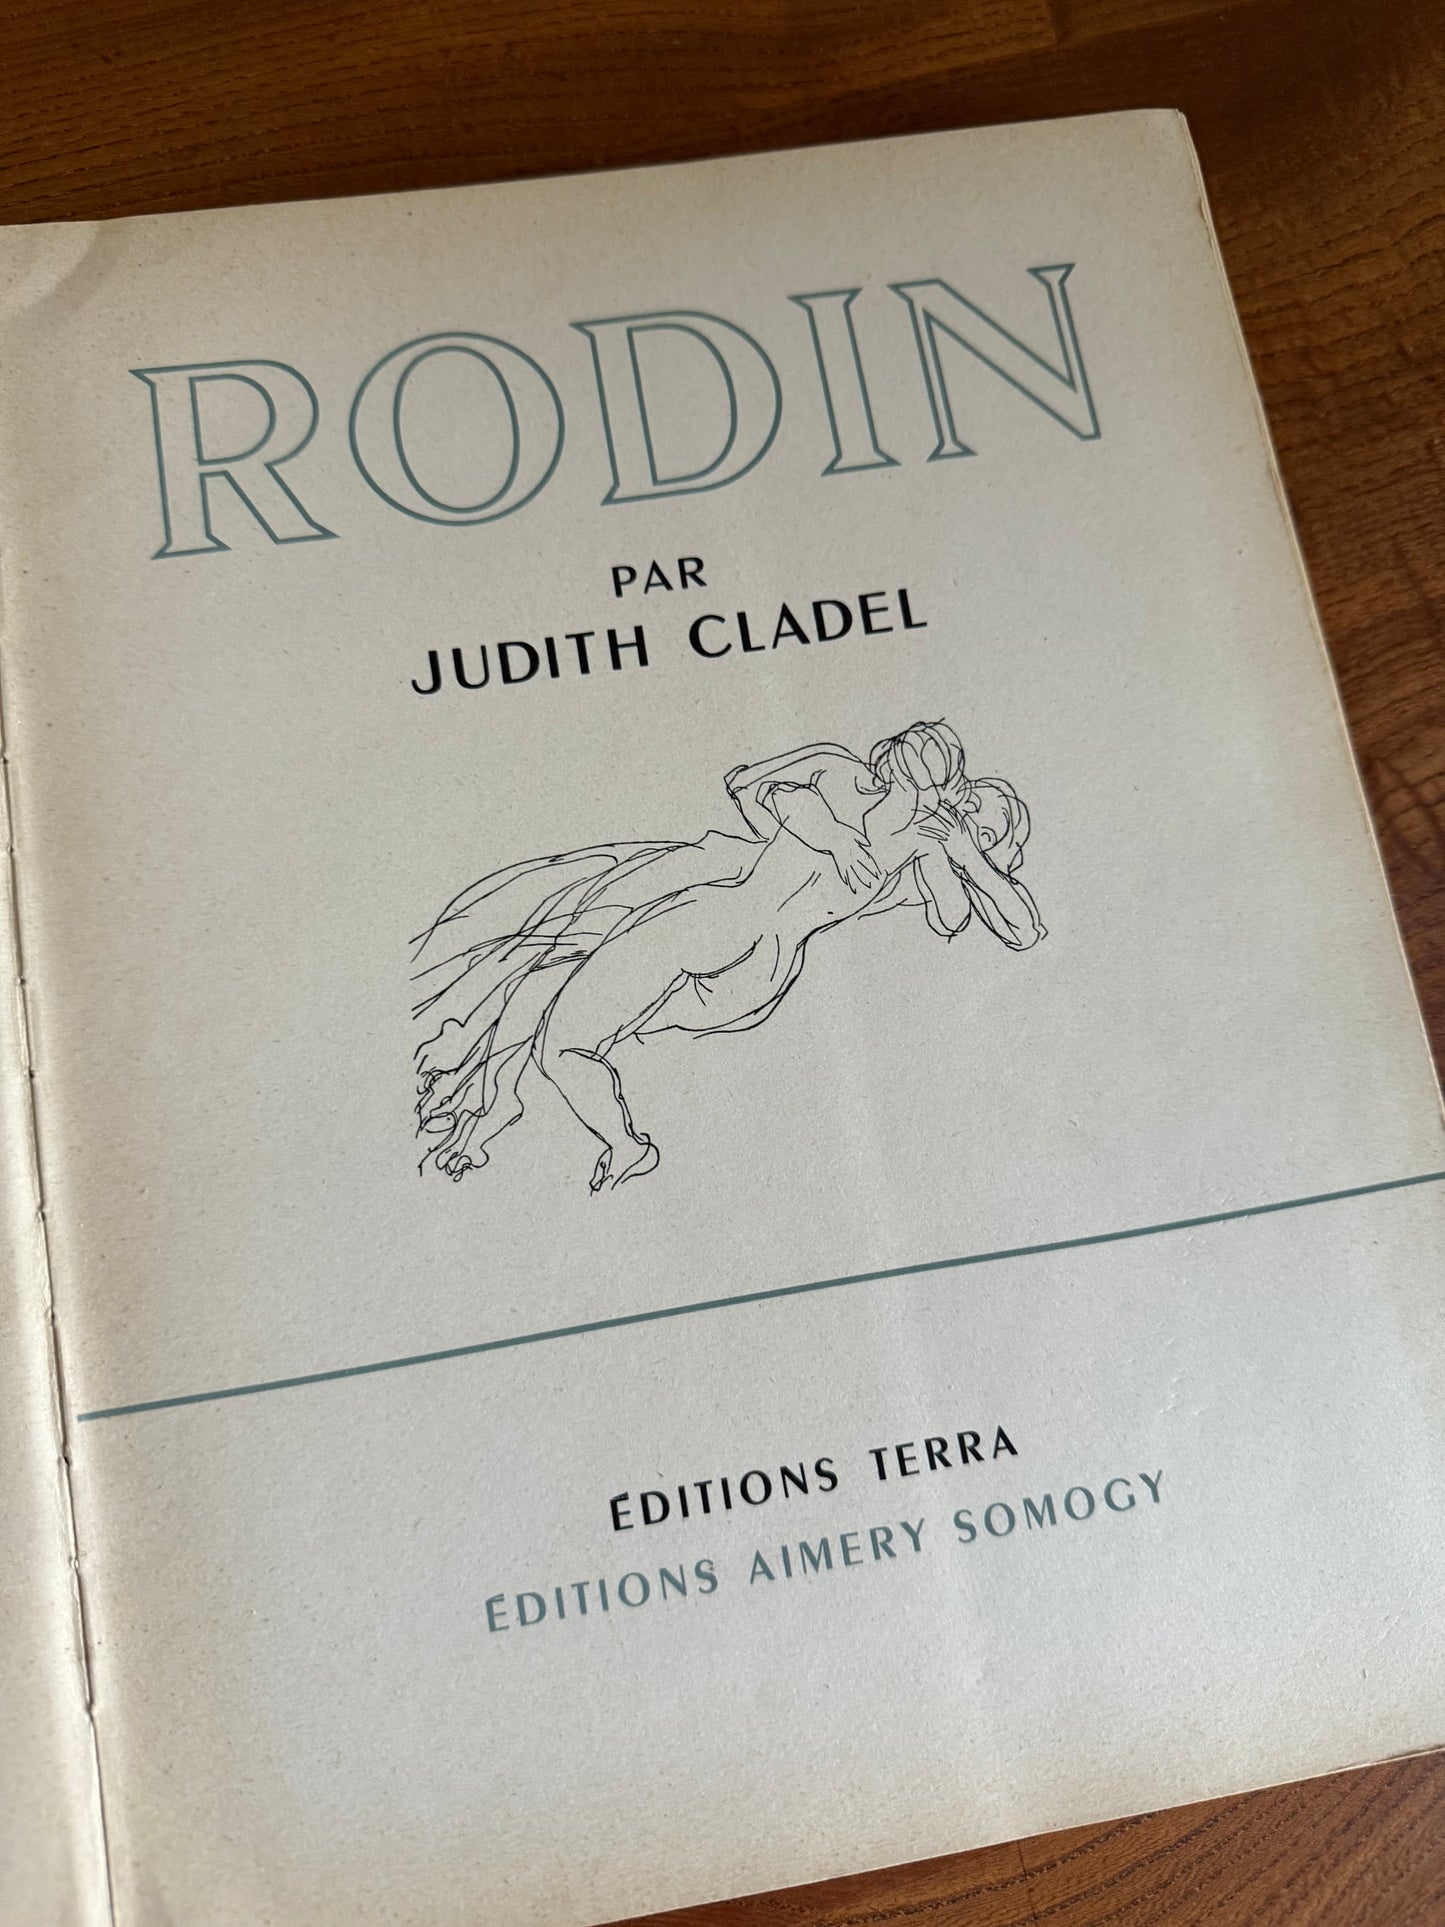 RODIN
PAR
JUDITH CLADEL
ÉDITIONS TERRA
ÉDITIONS AIMERY SOMOGY